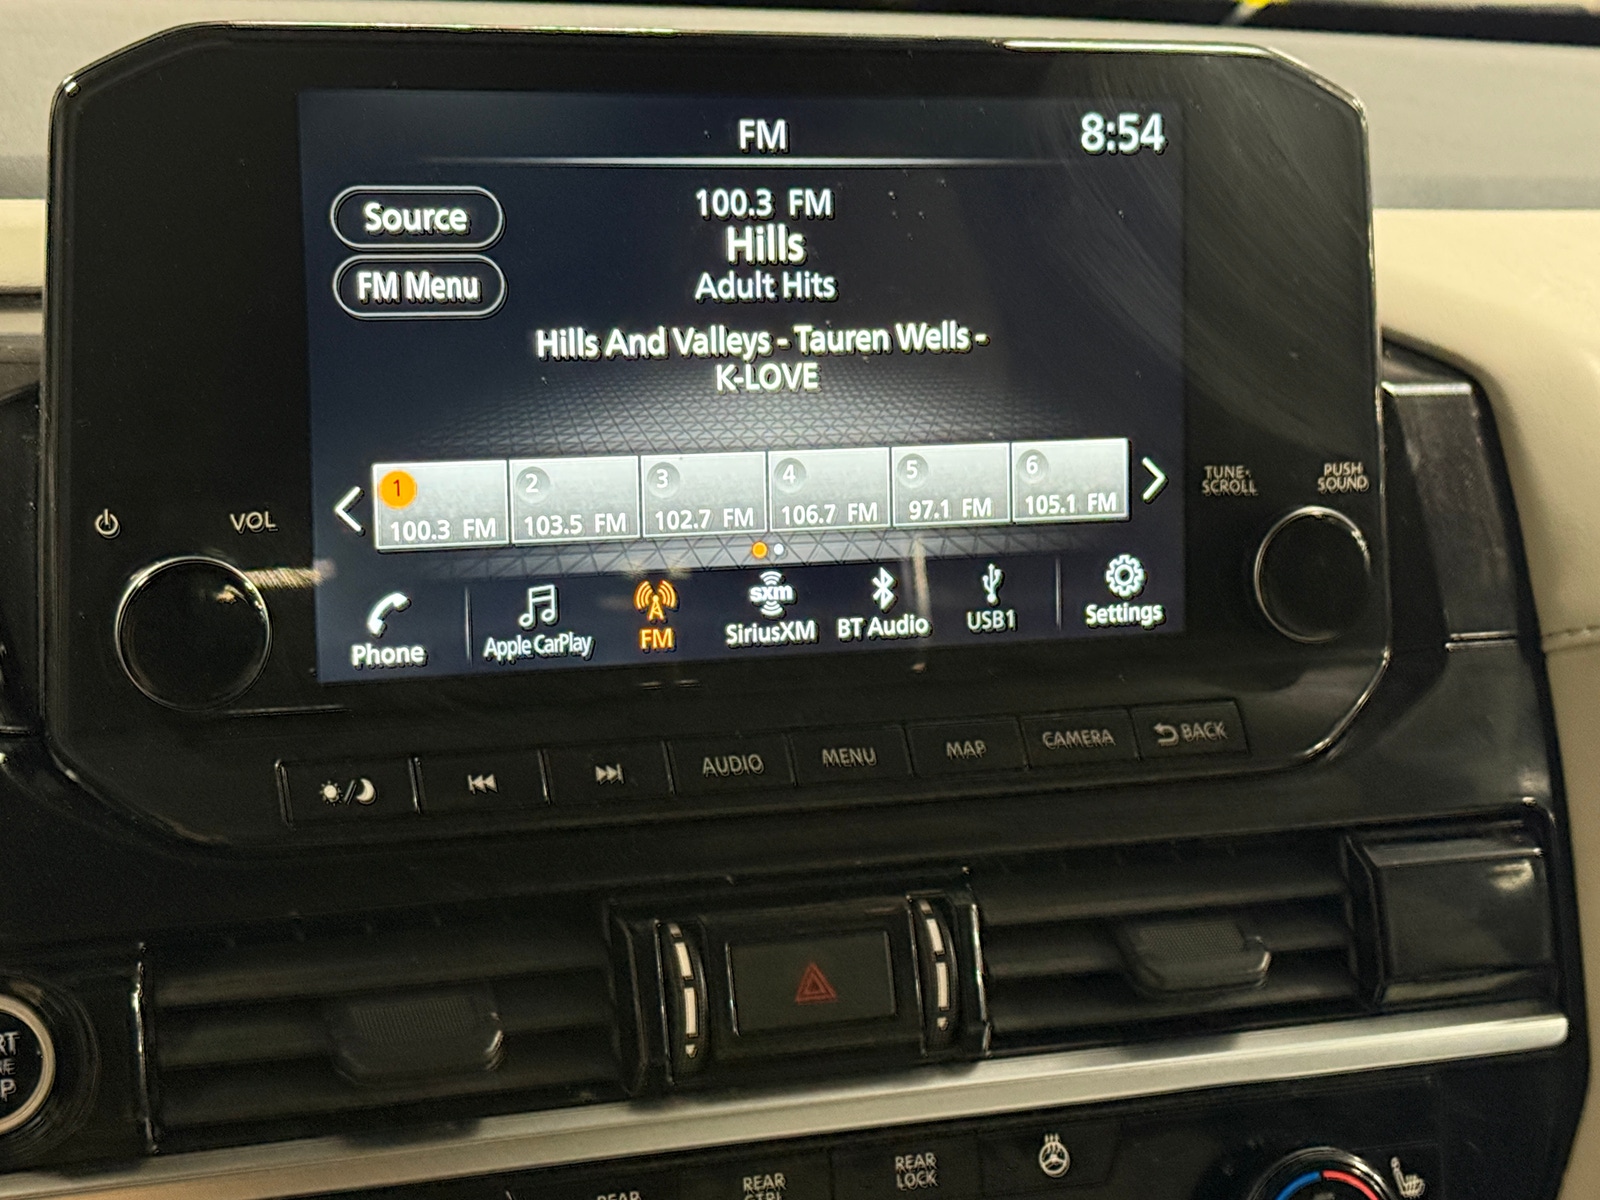 FM
8:54
Source
100.3 FM
Hills
FM Menu
Adult Hits
Hills And Valleys - Tauren Wells -
K-LOVE
1
2
3
4
5
6
100.3 FM
103.5 FM
102.7 FM
106.7 FM
97.1 FM
105.1 FM
VOL
TUNE·
SCROLL
PUSH
SOUND
Phone
Apple CarPlay
FM
sxm
SiriusXM
BT Audio
USB1
Settings
AUDIO
MENU
MAP
CAMERA
BACK
REAR
REAR
REAR
LOCK